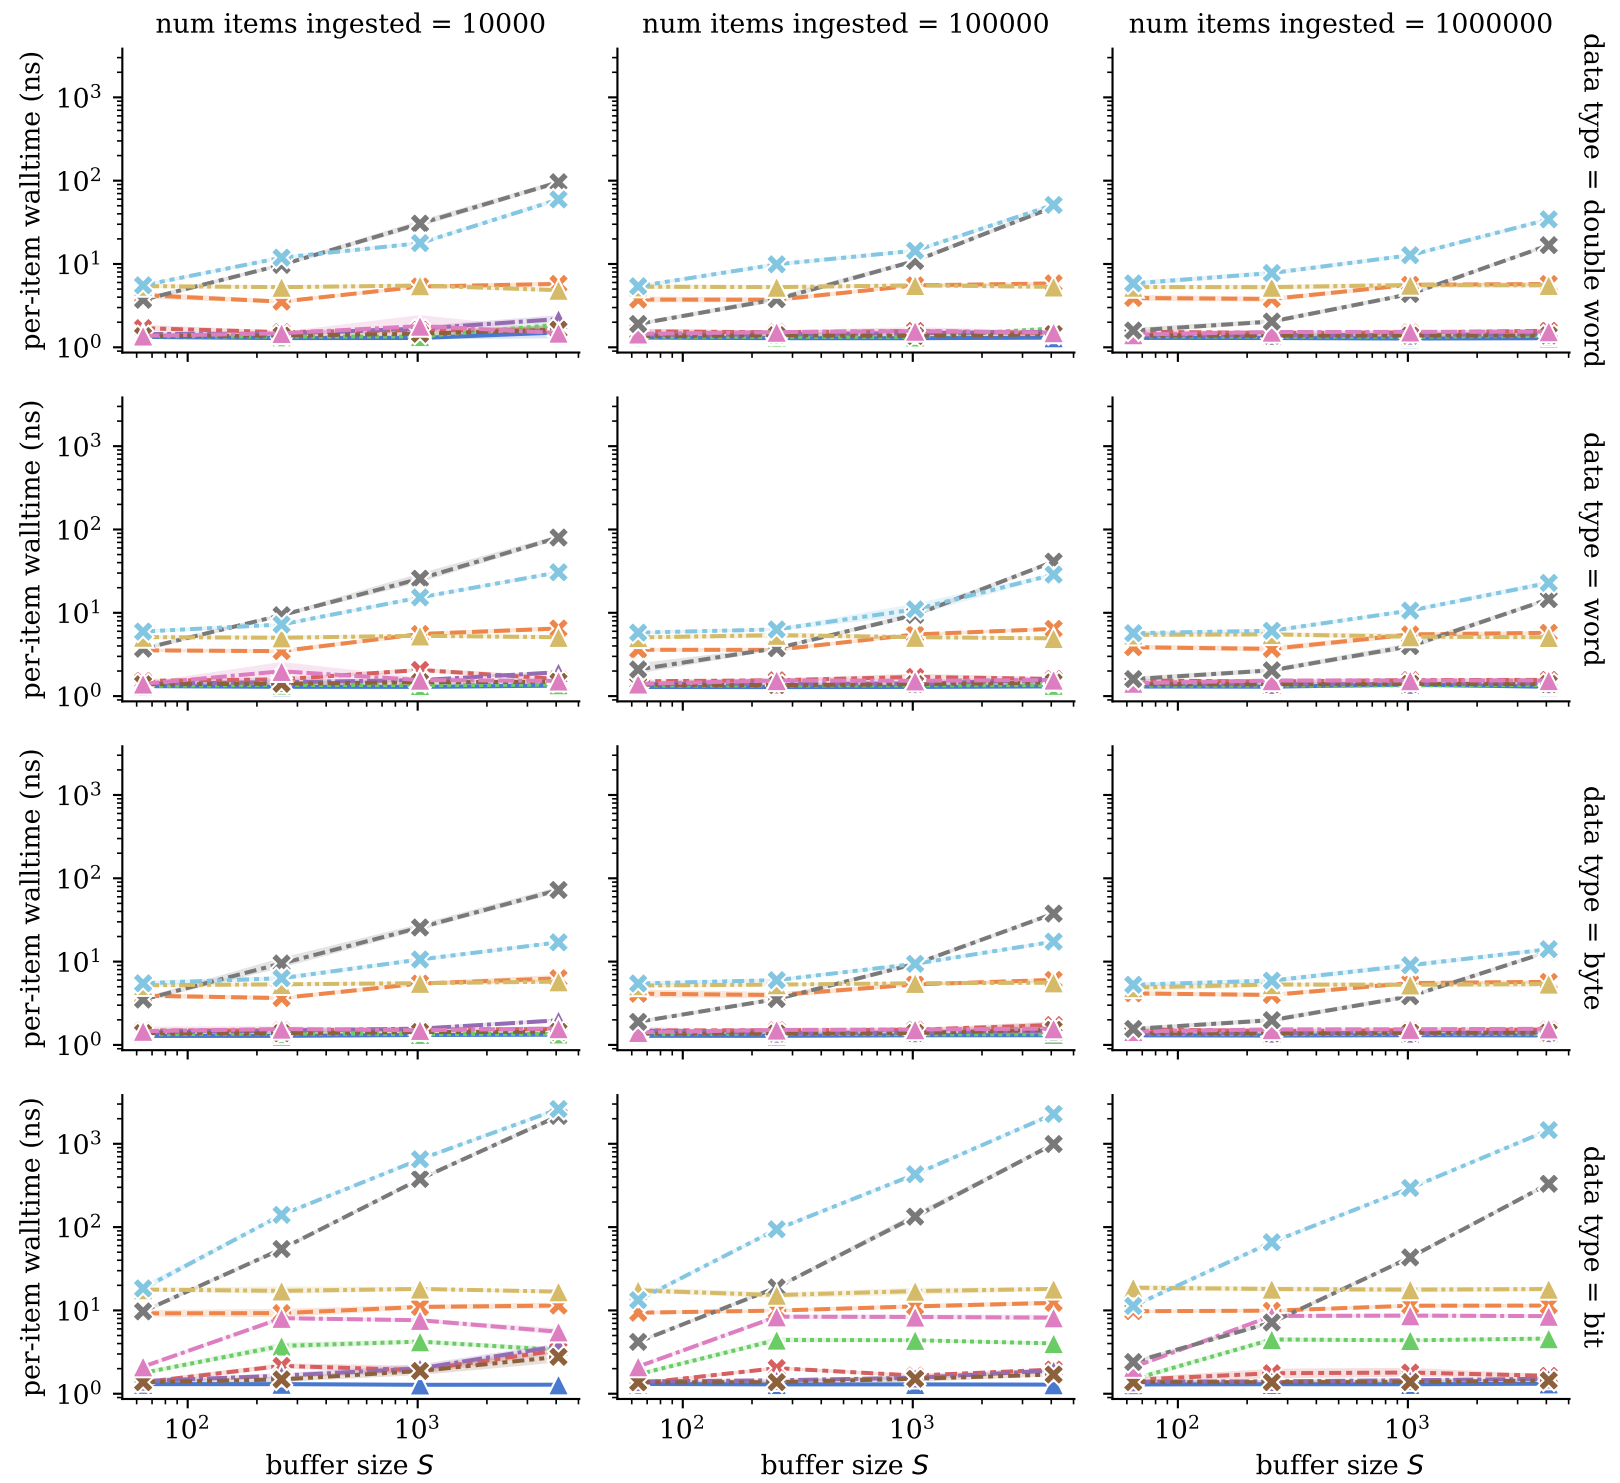 num items ingested = 10000
num items ingested = 100000
num items ingested = 1000000
per-item walltime (ns)
10³
10²
10¹
10⁰
data type = double word
per-item walltime (ns)
10³
10²
10¹
10⁰
data type = word
per-item walltime (ns)
10³
10²
10¹
10⁰
data type = byte
per-item walltime (ns)
10³
10²
10¹
10⁰
data type = bit
10² 10³
10² 10³
10² 10³
buffer size S
buffer size S
buffer size S